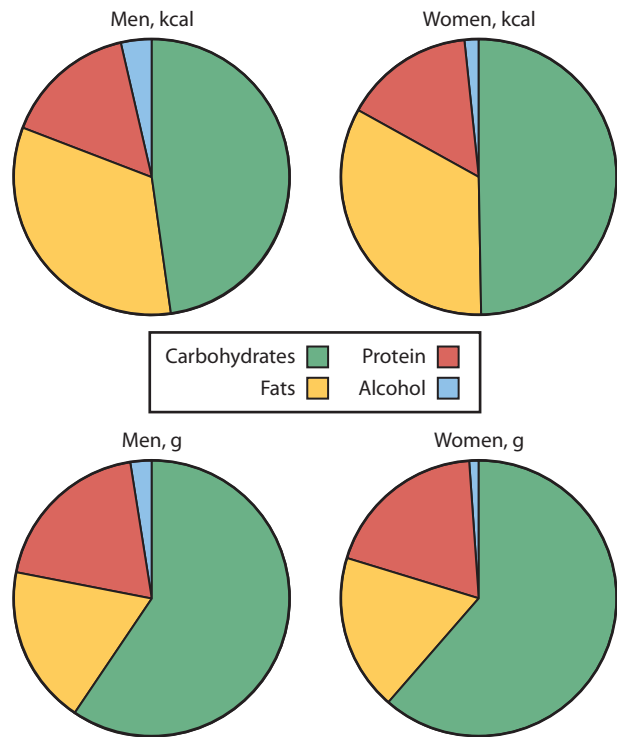 Men, kcal
Women, kcal
Carbohydrates
Protein
Fats
Alcohol
Men, g
Women, g